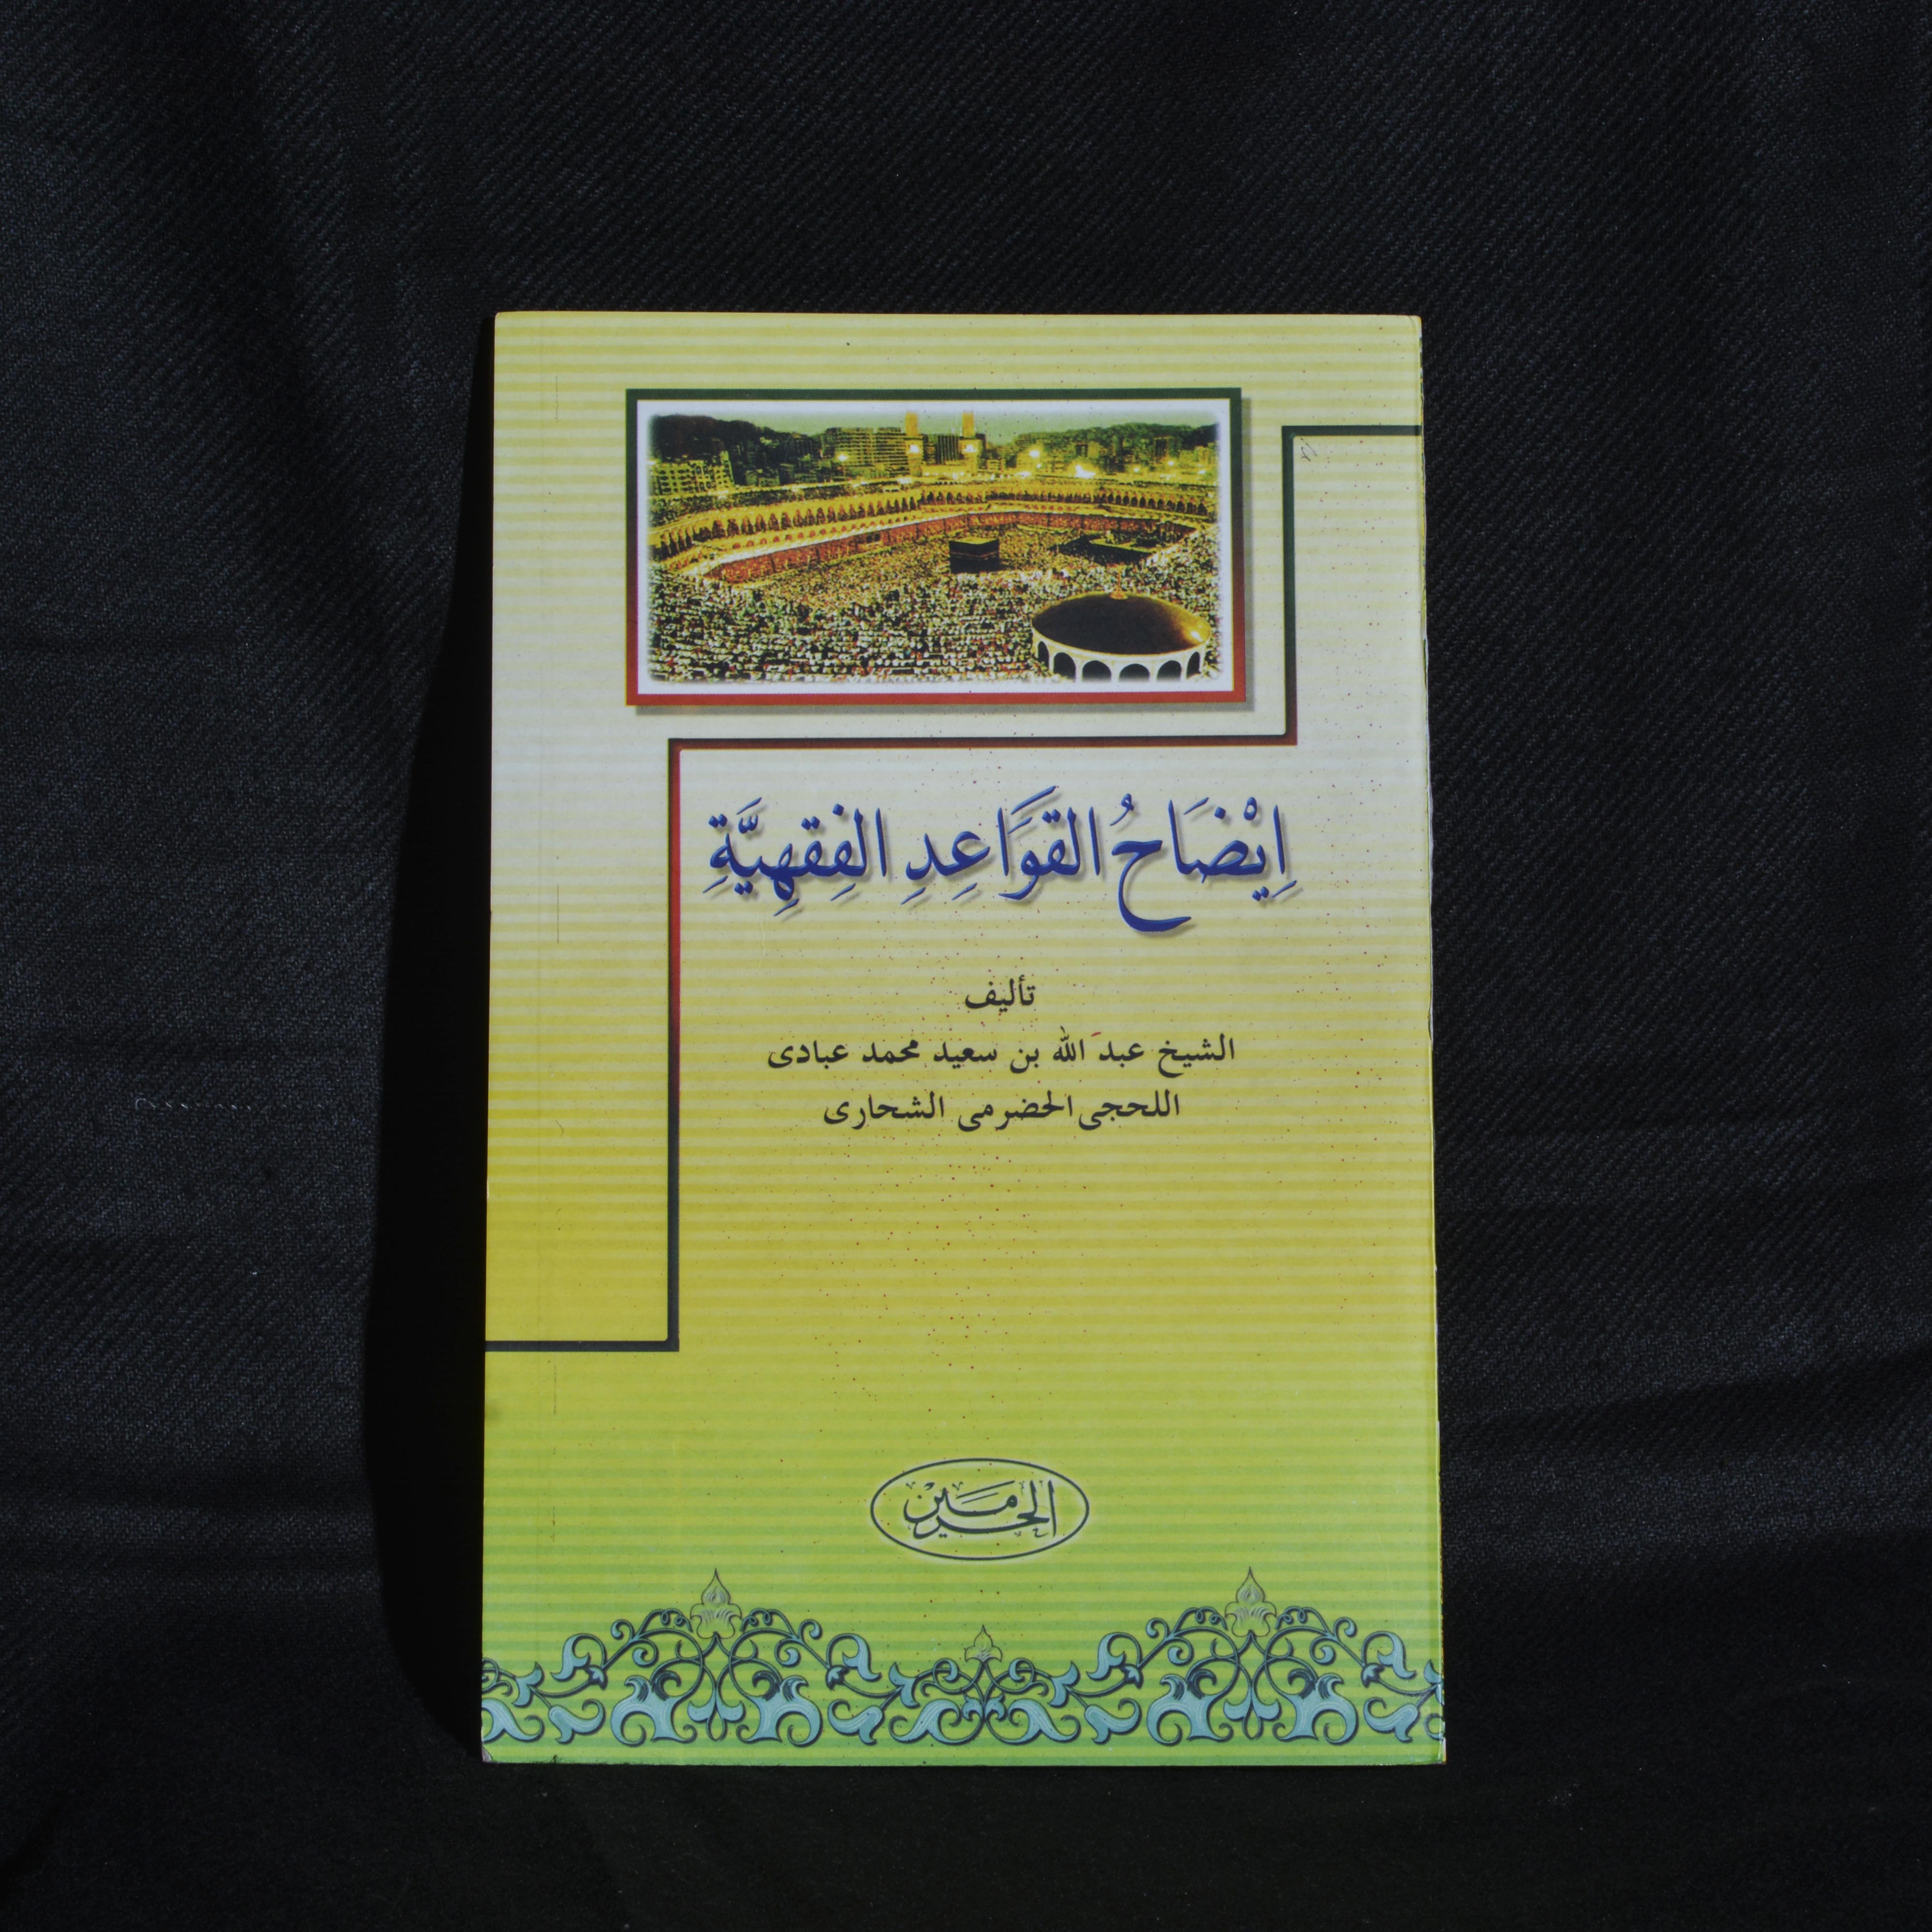 اِيْضَاحُ القَوَاعِدِ الفِقهِيَّةِ
تأليف
الشيخ عبد الله بن سعيد محمد عبادى
اللحجى الحضرمى الشحارى
الحرمين